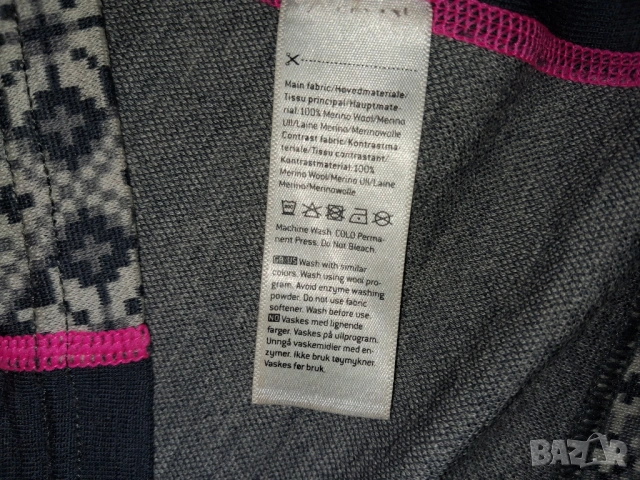 Main fabric/Hovedmateriale/
Tissu principal/Hauptmate-
rial: 100% Merino Wool/Merino
Ull/Laine Merino/Merinowolle
Contrast fabric/Kontrastma
teriale/Tissu contrastant/
Kontrastmaterial: 100%
Merino Wool/Merino Ull/Laine
Merino/Merinowolle
Machine Wash COLD Perma-
nent Press. Do Not Bleach.
GB US Wash with similar
colors. Wash using wool pro-
gram. Avoid enzyme washing
powder. Do not use fabric
softener. Wash before use.
NO Vaskes med lignende
farger. Vaskes på ullprogram.
Unngå vaskemidler med en-
zymer. Ikke bruk tøymykner.
Vaskes før bruk.
BAZAR